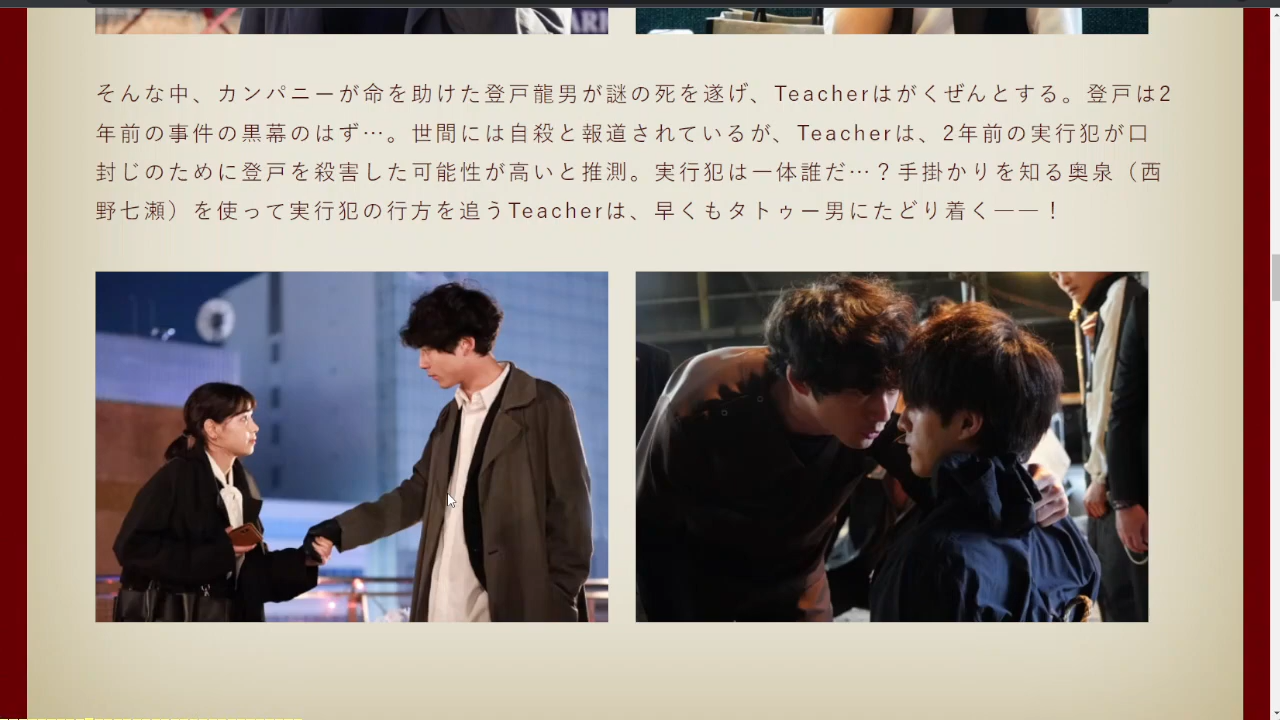 そんな中、カンパニーが命を助けた登戸龍男が謎の死を遂げ、Teacherはがくぜんとする。登戸は2
年前の事件の黒幕のはず…。世間には自殺と報道されているが、Teacherは、2年前の実行犯が口
封じのために登戸を殺害した可能性が高いと推測。実行犯は一体誰だ…？手掛かりを知る奥泉（西
野七瀬）を使って実行犯の行方を追うTeacherは、早くもタトゥー男にたどり着く――！